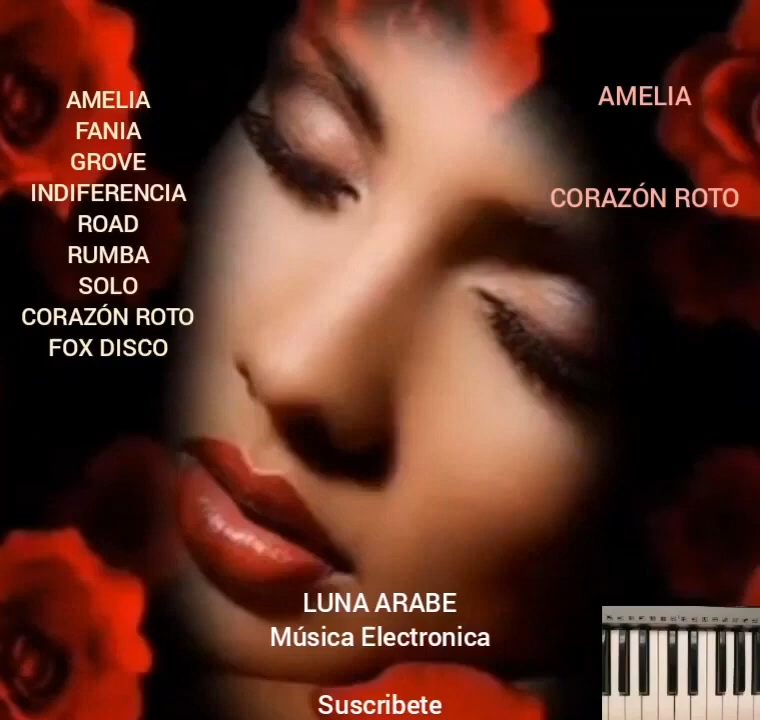 AMELIA
FANIA
GROVE
INDIFERENCIA
ROAD
RUMBA
SOLO
CORAZÓN ROTO
FOX DISCO
AMELIA
CORAZÓN ROTO
LUNA ARABE
Música Electronica
Suscribete